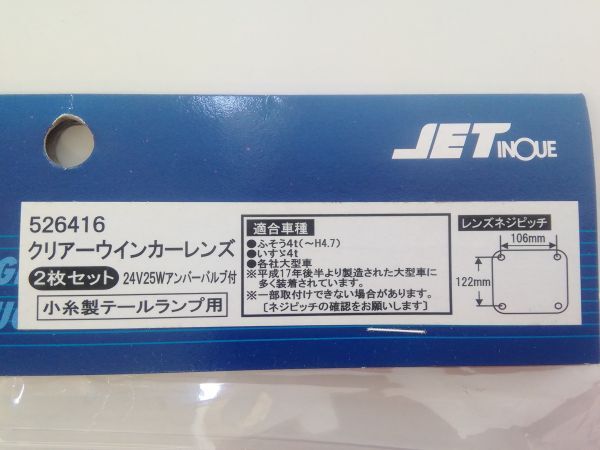 JET INOUE
526416
クリアーウインカーレンズ
2枚セット 24V25Wアンバーバルブ付
小糸製テールランプ用
適合車種
●ふそう4t(～H4.7)
●いすゞ4t
●各社大型車
※平成17年後半より製造された大型車に
多く装着されています。
※一部取付けできない場合があります。
[ネジピッチの確認をお願いします]
レンズネジピッチ
106mm
122mm